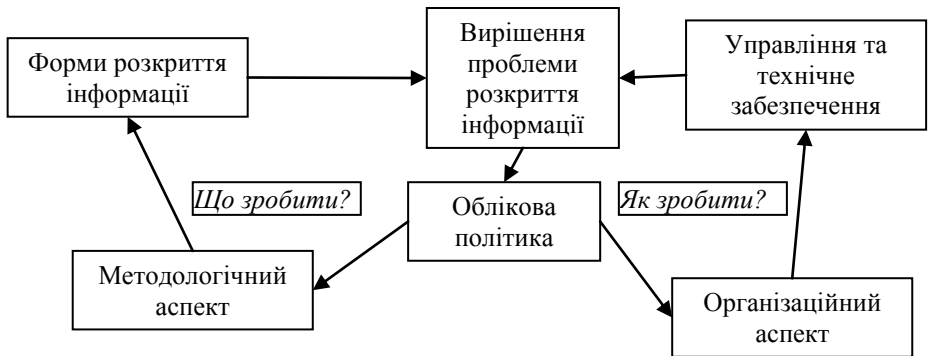 Форми розкриття
інформації
Вирішення
проблеми
розкриття
інформації
Управління та
технічне
забезпечення
Що зробити?
Облікова
політика
Як зробити?
Методологічний
аспект
Організаційний
аспект